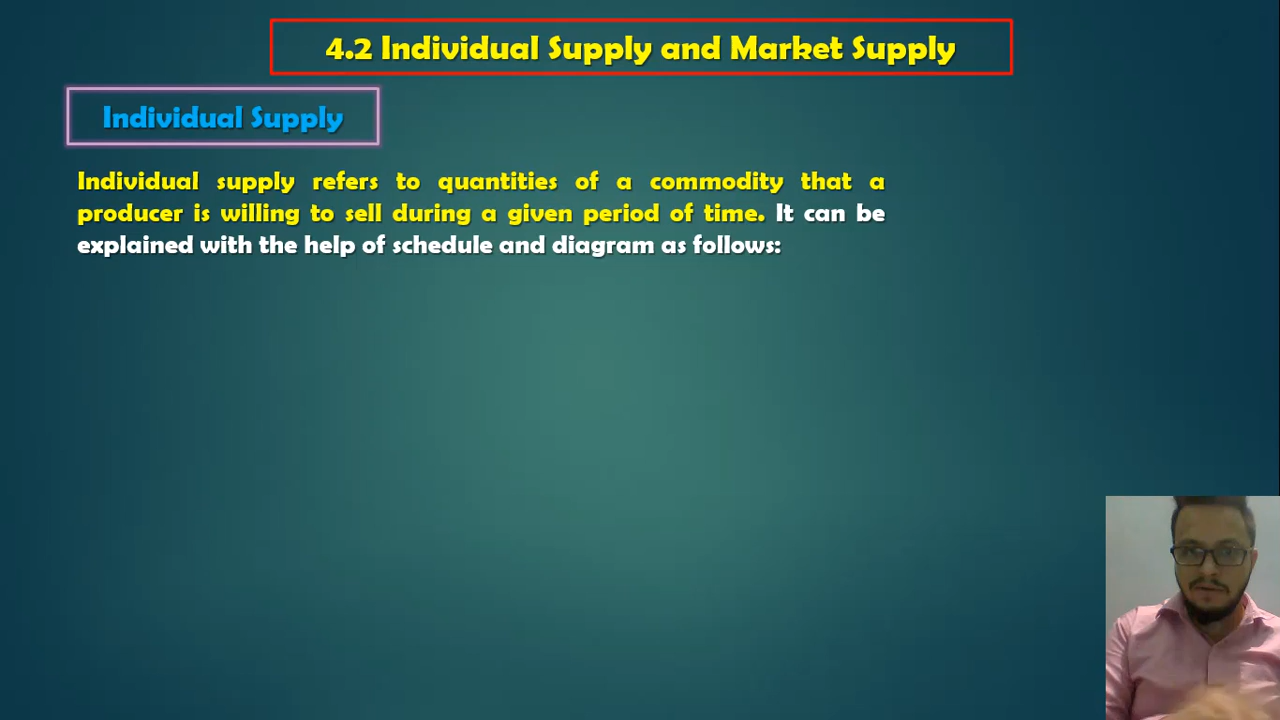 4.2 Individual Supply and Market Supply
Individual Supply
Individual supply refers to quantities of a commodity that a
producer is willing to sell during a given period of time. It can be
explained with the help of schedule and diagram as follows: